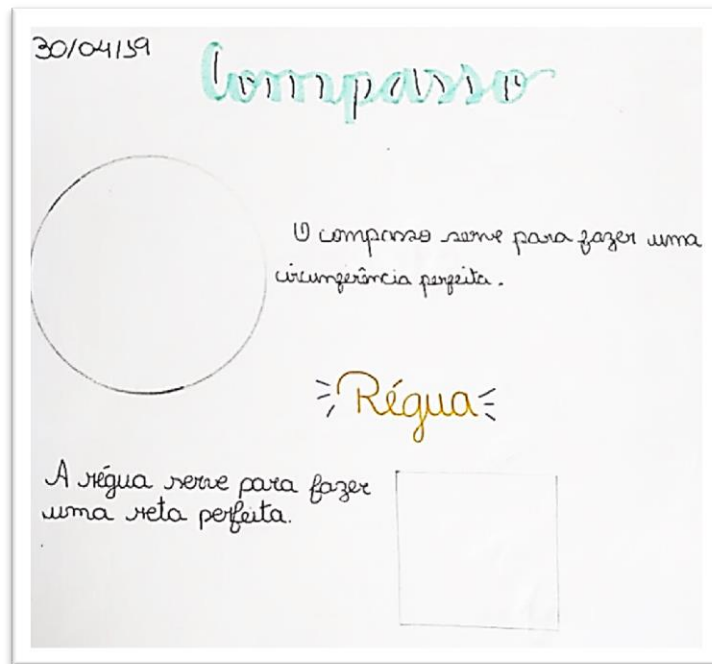 30/04/19
Compasso
O compasso serve para fazer uma
circunferência perfeita.
Régua
A régua serve para fazer
uma reta perfeita.